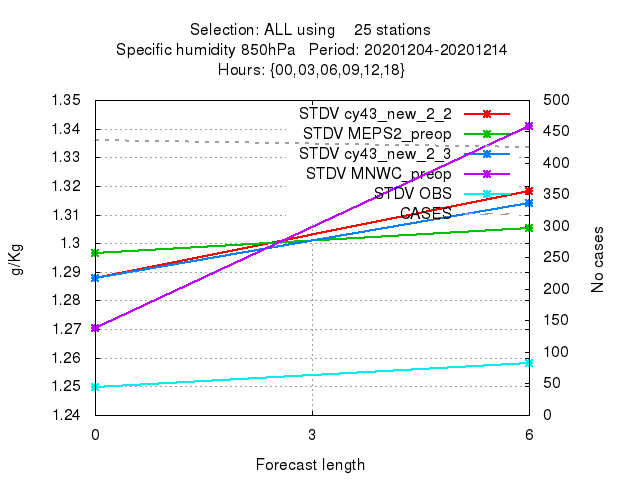 Selection: ALL using    25 stations
Specific humidity 850hPa   Period: 20201204-20201214
Hours: {00,03,06,09,12,18}
STDV cy43_new_2_2
STDV MEPS2_preop
STDV cy43_new_2_3
STDV MNWC_preop
STDV OBS
CASES
1.35
1.34
1.33
1.32
1.31
1.3
1.29
1.28
1.27
1.26
1.25
1.24
g/Kg
500
450
400
350
300
250
200
150
100
50
0
No cases
0 3 6
Forecast length